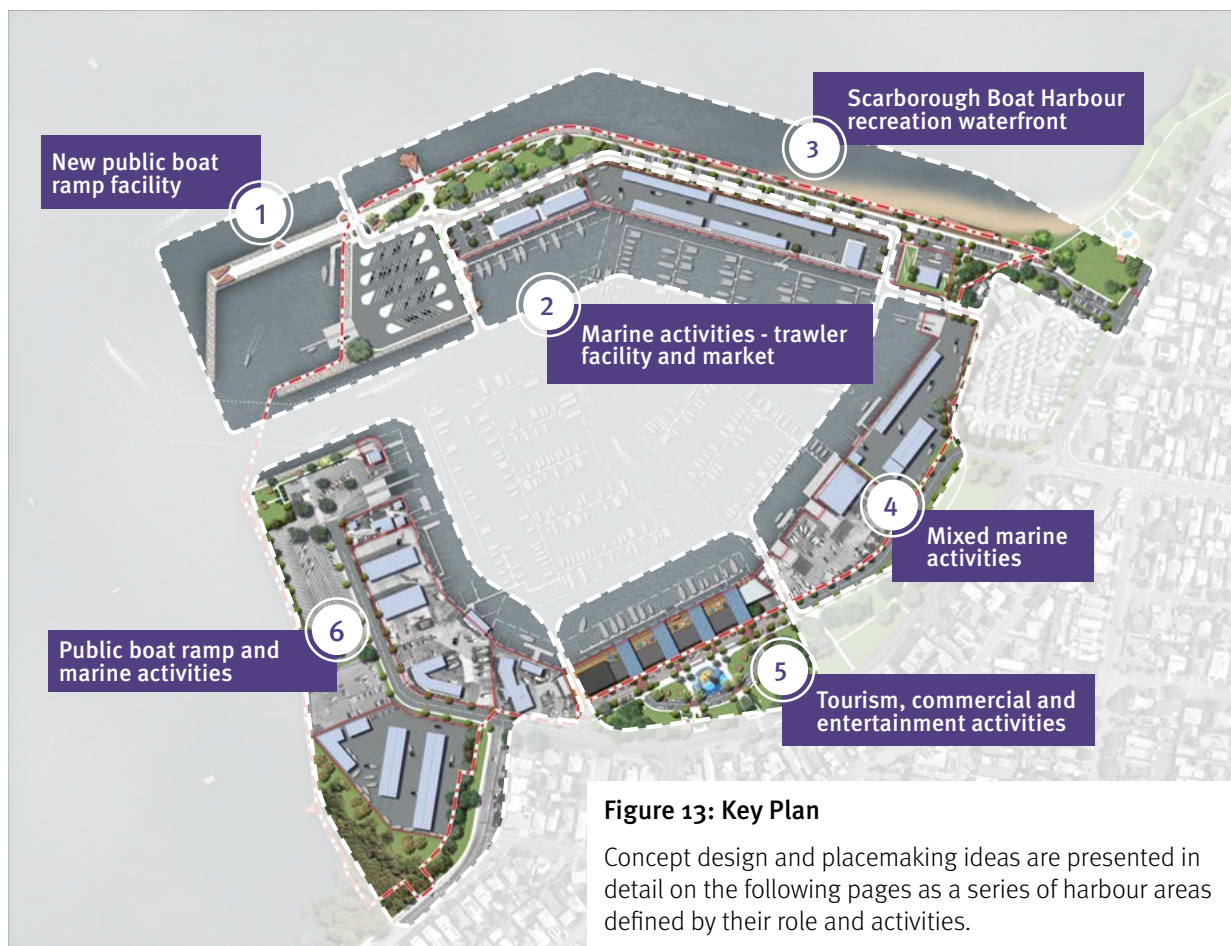 New public boat
ramp facility
1
Marine activities - trawler
facility and market
2
Scarborough Boat Harbour
recreation waterfront
3
Mixed marine
activities
4
Tourism, commercial and
entertainment activities
5
Public boat ramp and
marine activities
6
Figure 13: Key Plan
Concept design and placemaking ideas are presented in
detail on the following pages as a series of harbour areas
defined by their role and activities.